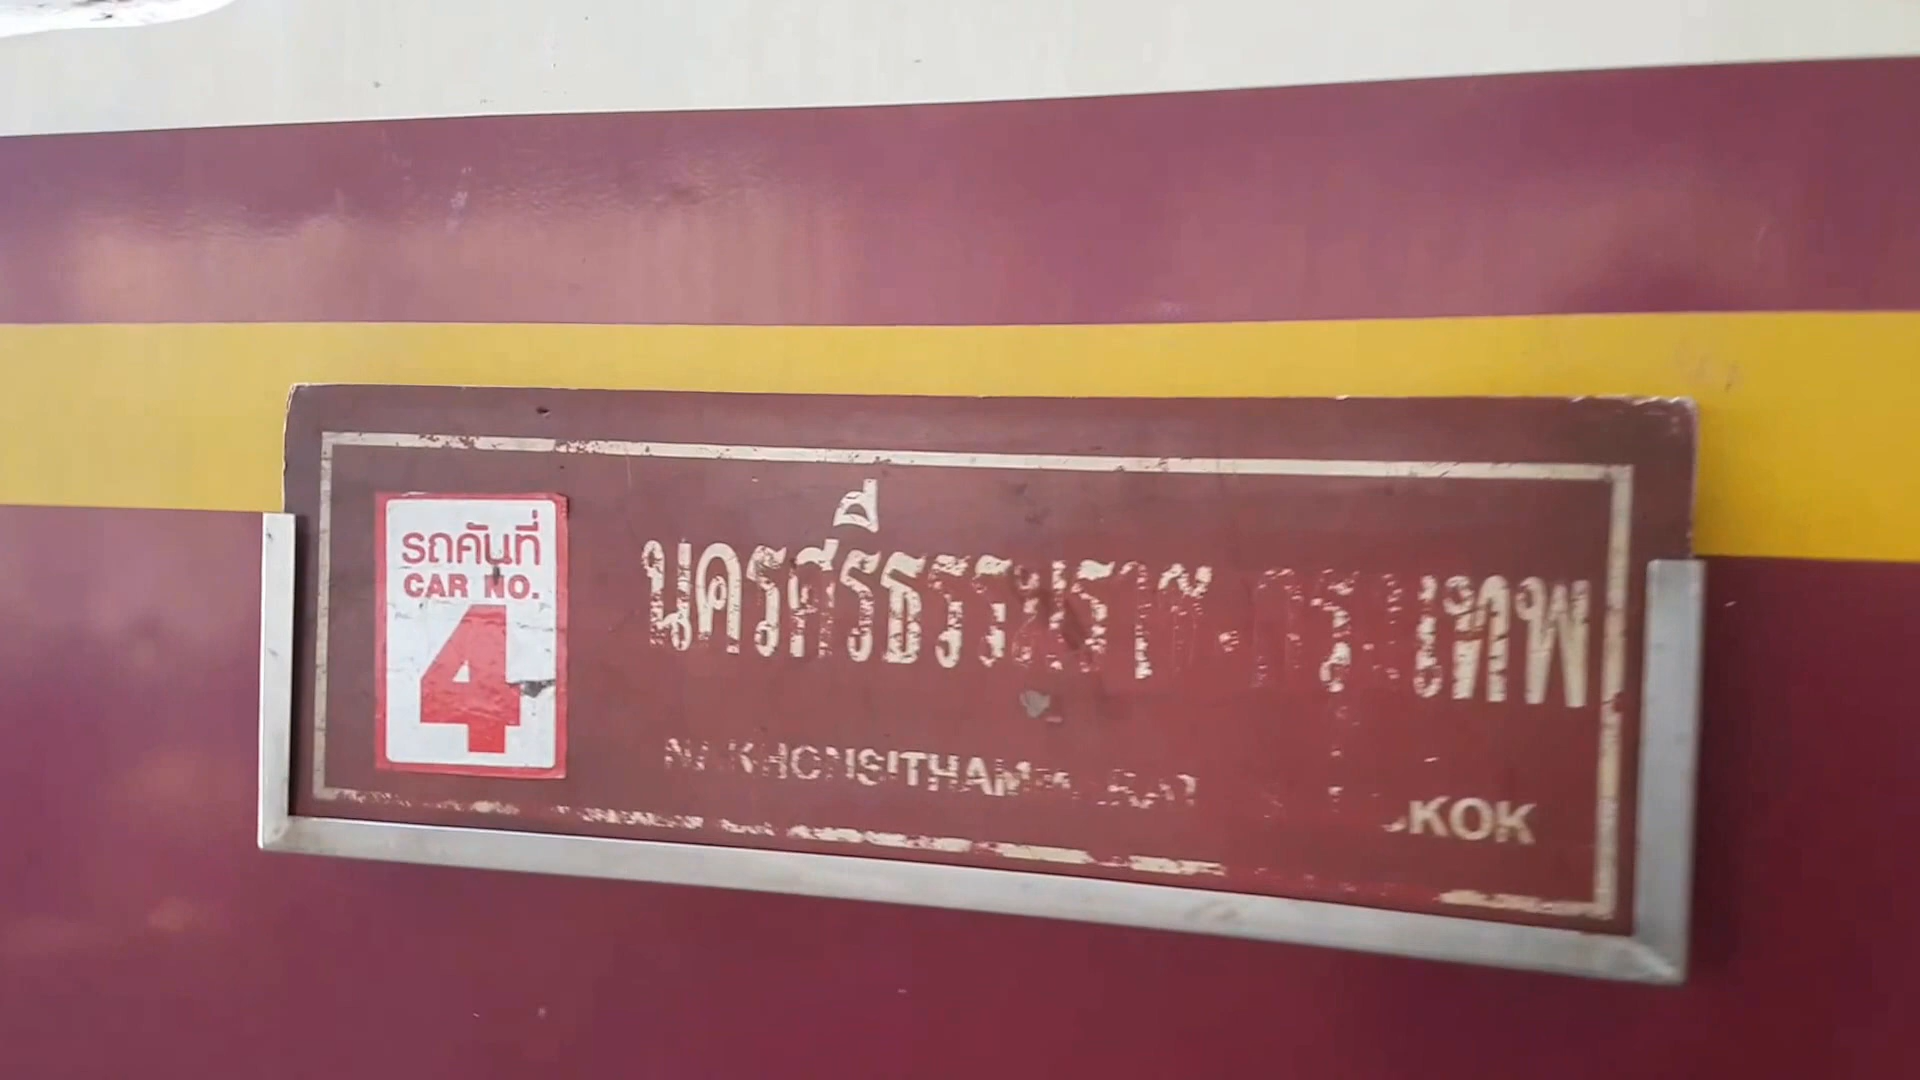 รถคันที่
CAR NO.
4
นครศรีธรรมราช-กรุงเทพ
NAKHONSITHAMMARAT
KOK